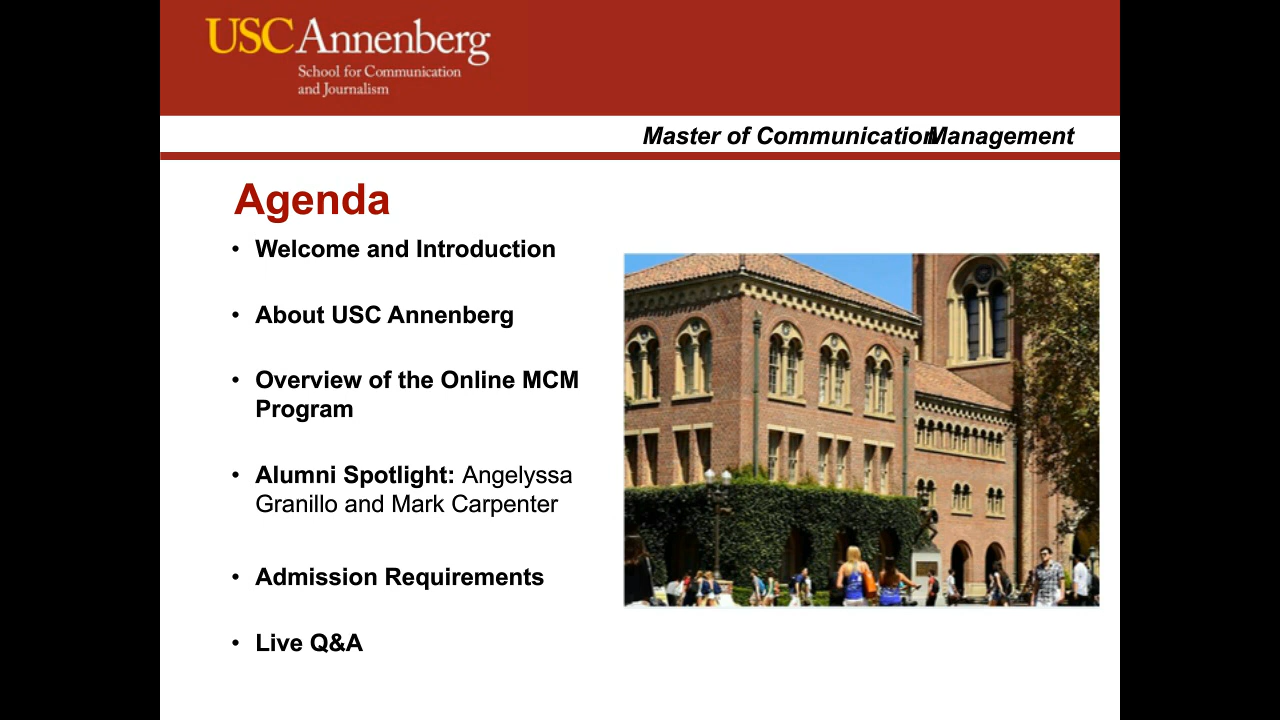 USC Annenberg
School for Communication
and Journalism
Master of Communication Management
Agenda
• Welcome and Introduction
• About USC Annenberg
• Overview of the Online MCM
Program
• Alumni Spotlight: Angelyssa
Granillo and Mark Carpenter
• Admission Requirements
• Live Q&A